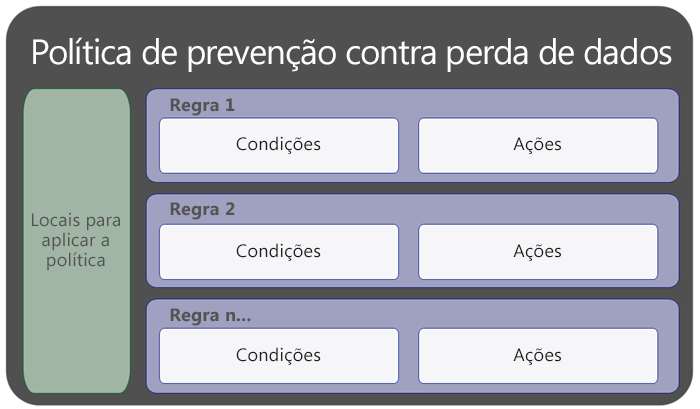 Política de prevenção contra perda de dados
Locais para
aplicar a
política
Regra 1
Condições
Ações
Regra 2
Condições
Ações
Regra n...
Condições
Ações